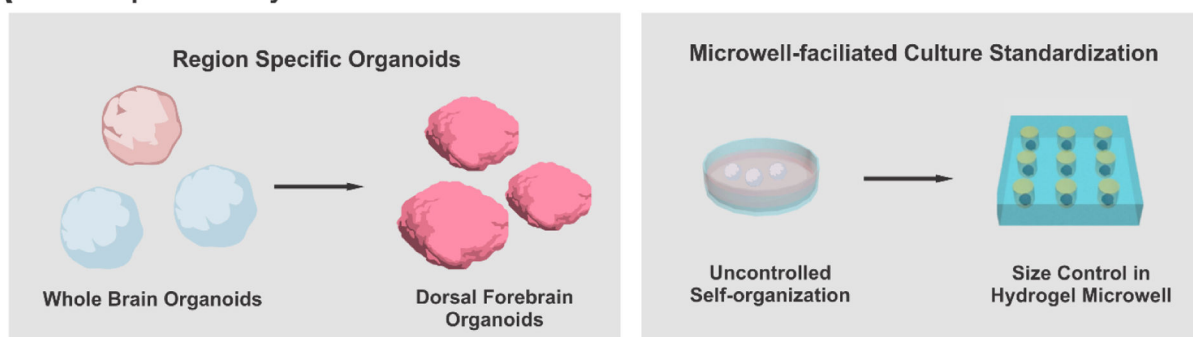 Region Specific Organoids
Whole Brain Organoids
Dorsal Forebrain
Organoids
Microwell-faciliated Culture Standardization
Uncontrolled
Self-organization
Size Control in
Hydrogel Microwell